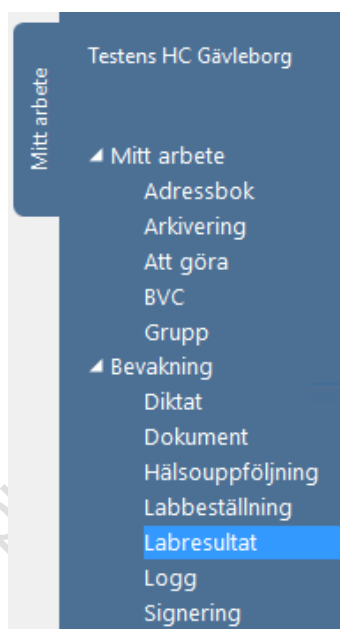 Mitt arbete
Testens HC Gävleborg
Mitt arbete
Adressbok
Arkivering
Att göra
BVC
Grupp
Bevakning
Diktat
Dokument
Hälsouppföljning
Labbeställning
Labresultat
Logg
Signering